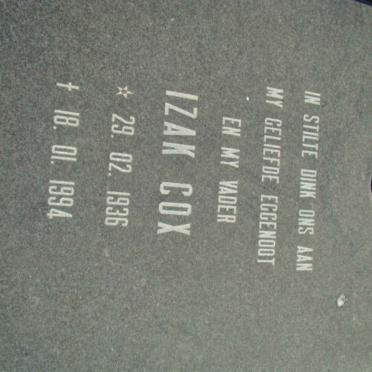 IN STILTE DINK ONS AAN
MY GELIEFDE EGGENOOT
EN MY VADER
IZAK COX
☆ 29. 02. 1936
† 18. 01. 1994